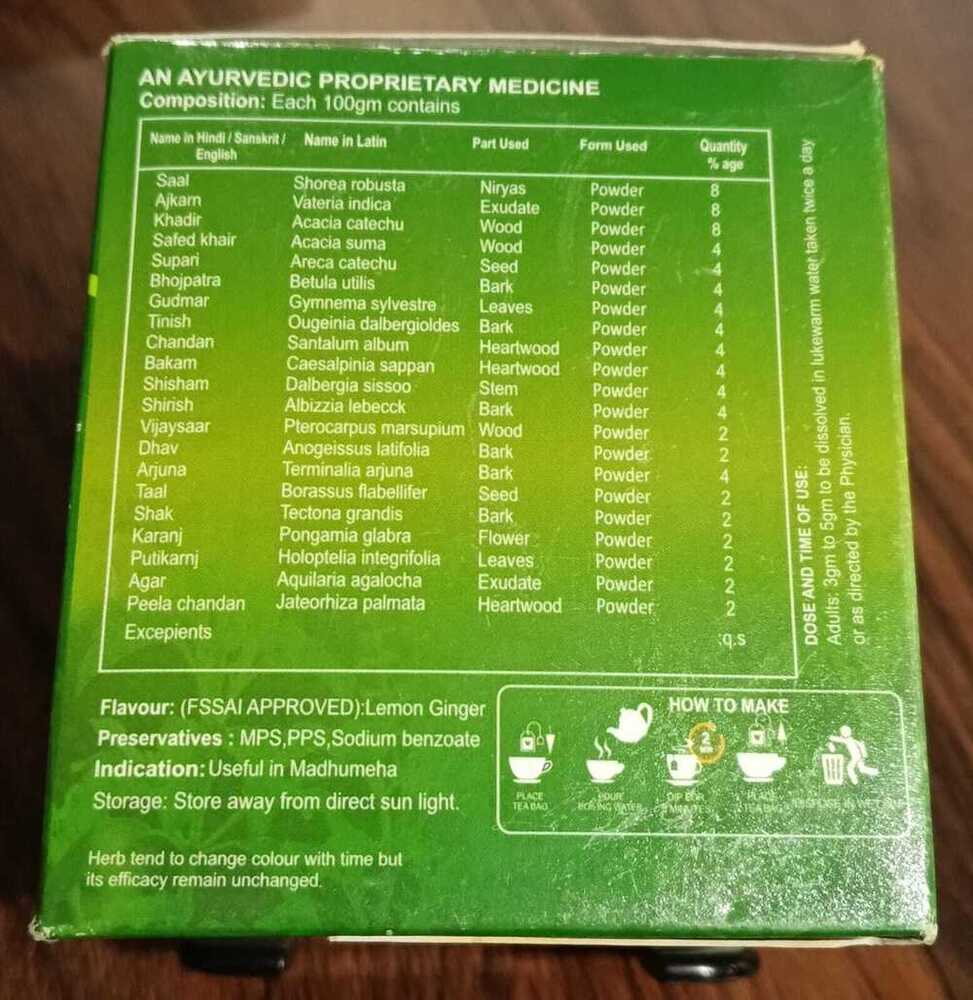 AN AYURVEDIC PROPRIETARY MEDICINE
Composition: Each 100gm contains
Name in Hindi / Sanskrit / English Name in Latin Part Used Form Used Quantity % age
Saal Shorea robusta Niryas Powder 8
Ajkarn Vateria indica Exudate Powder 8
Khadir Acacia catechu Wood Powder 8
Safed khair Acacia suma Wood Powder 4
Supari Areca catechu Seed Powder 4
Bhojpatra Betula utilis Bark Powder 4
Gudmar Gymnema sylvestre Leaves Powder 4
Tinish Ougeinia dalbergioldes Bark Powder 4
Chandan Santalum album Heartwood Powder 4
Bakam Caesalpinia sappan Heartwood Powder 4
Shisham Dalbergia sissoo Stem Powder 4
Shirish Albizzia lebecck Bark Powder 4
Vijaysaar Pterocarpus marsupium Wood Powder 2
Dhav Anogeissus latifolia Bark Powder 2
Arjuna Terminalia arjuna Bark Powder 4
Taal Borassus flabellifer Seed Powder 2
Shak Tectona grandis Bark Powder 2
Karanj Pongamia glabra Flower Powder 2
Putikarnj Holoptelia integrifolia Leaves Powder 2
Agar Aquilaria agalocha Exudate Powder 2
Peela chandan Jateorhiza palmata Heartwood Powder 2
Excepients :q.s
DOSE AND TIME OF USE:
Adults: 3gm to 5gm to be dissolved in lukewarm water taken twice a day
or as directed by the Physician.
Flavour: (FSSAI APPROVED):Lemon Ginger
Preservatives : MPS,PPS,Sodium benzoate
Indication: Useful in Madhumeha
Storage: Store away from direct sun light.
Herb tend to change colour with time but
its efficacy remain unchanged.
HOW TO MAKE
2
PLACE
TEA BAG
POUR
BOILING WATER
DIP FOR
2 MINUTES
PLACE
TEA BAG
DISPOSE IN